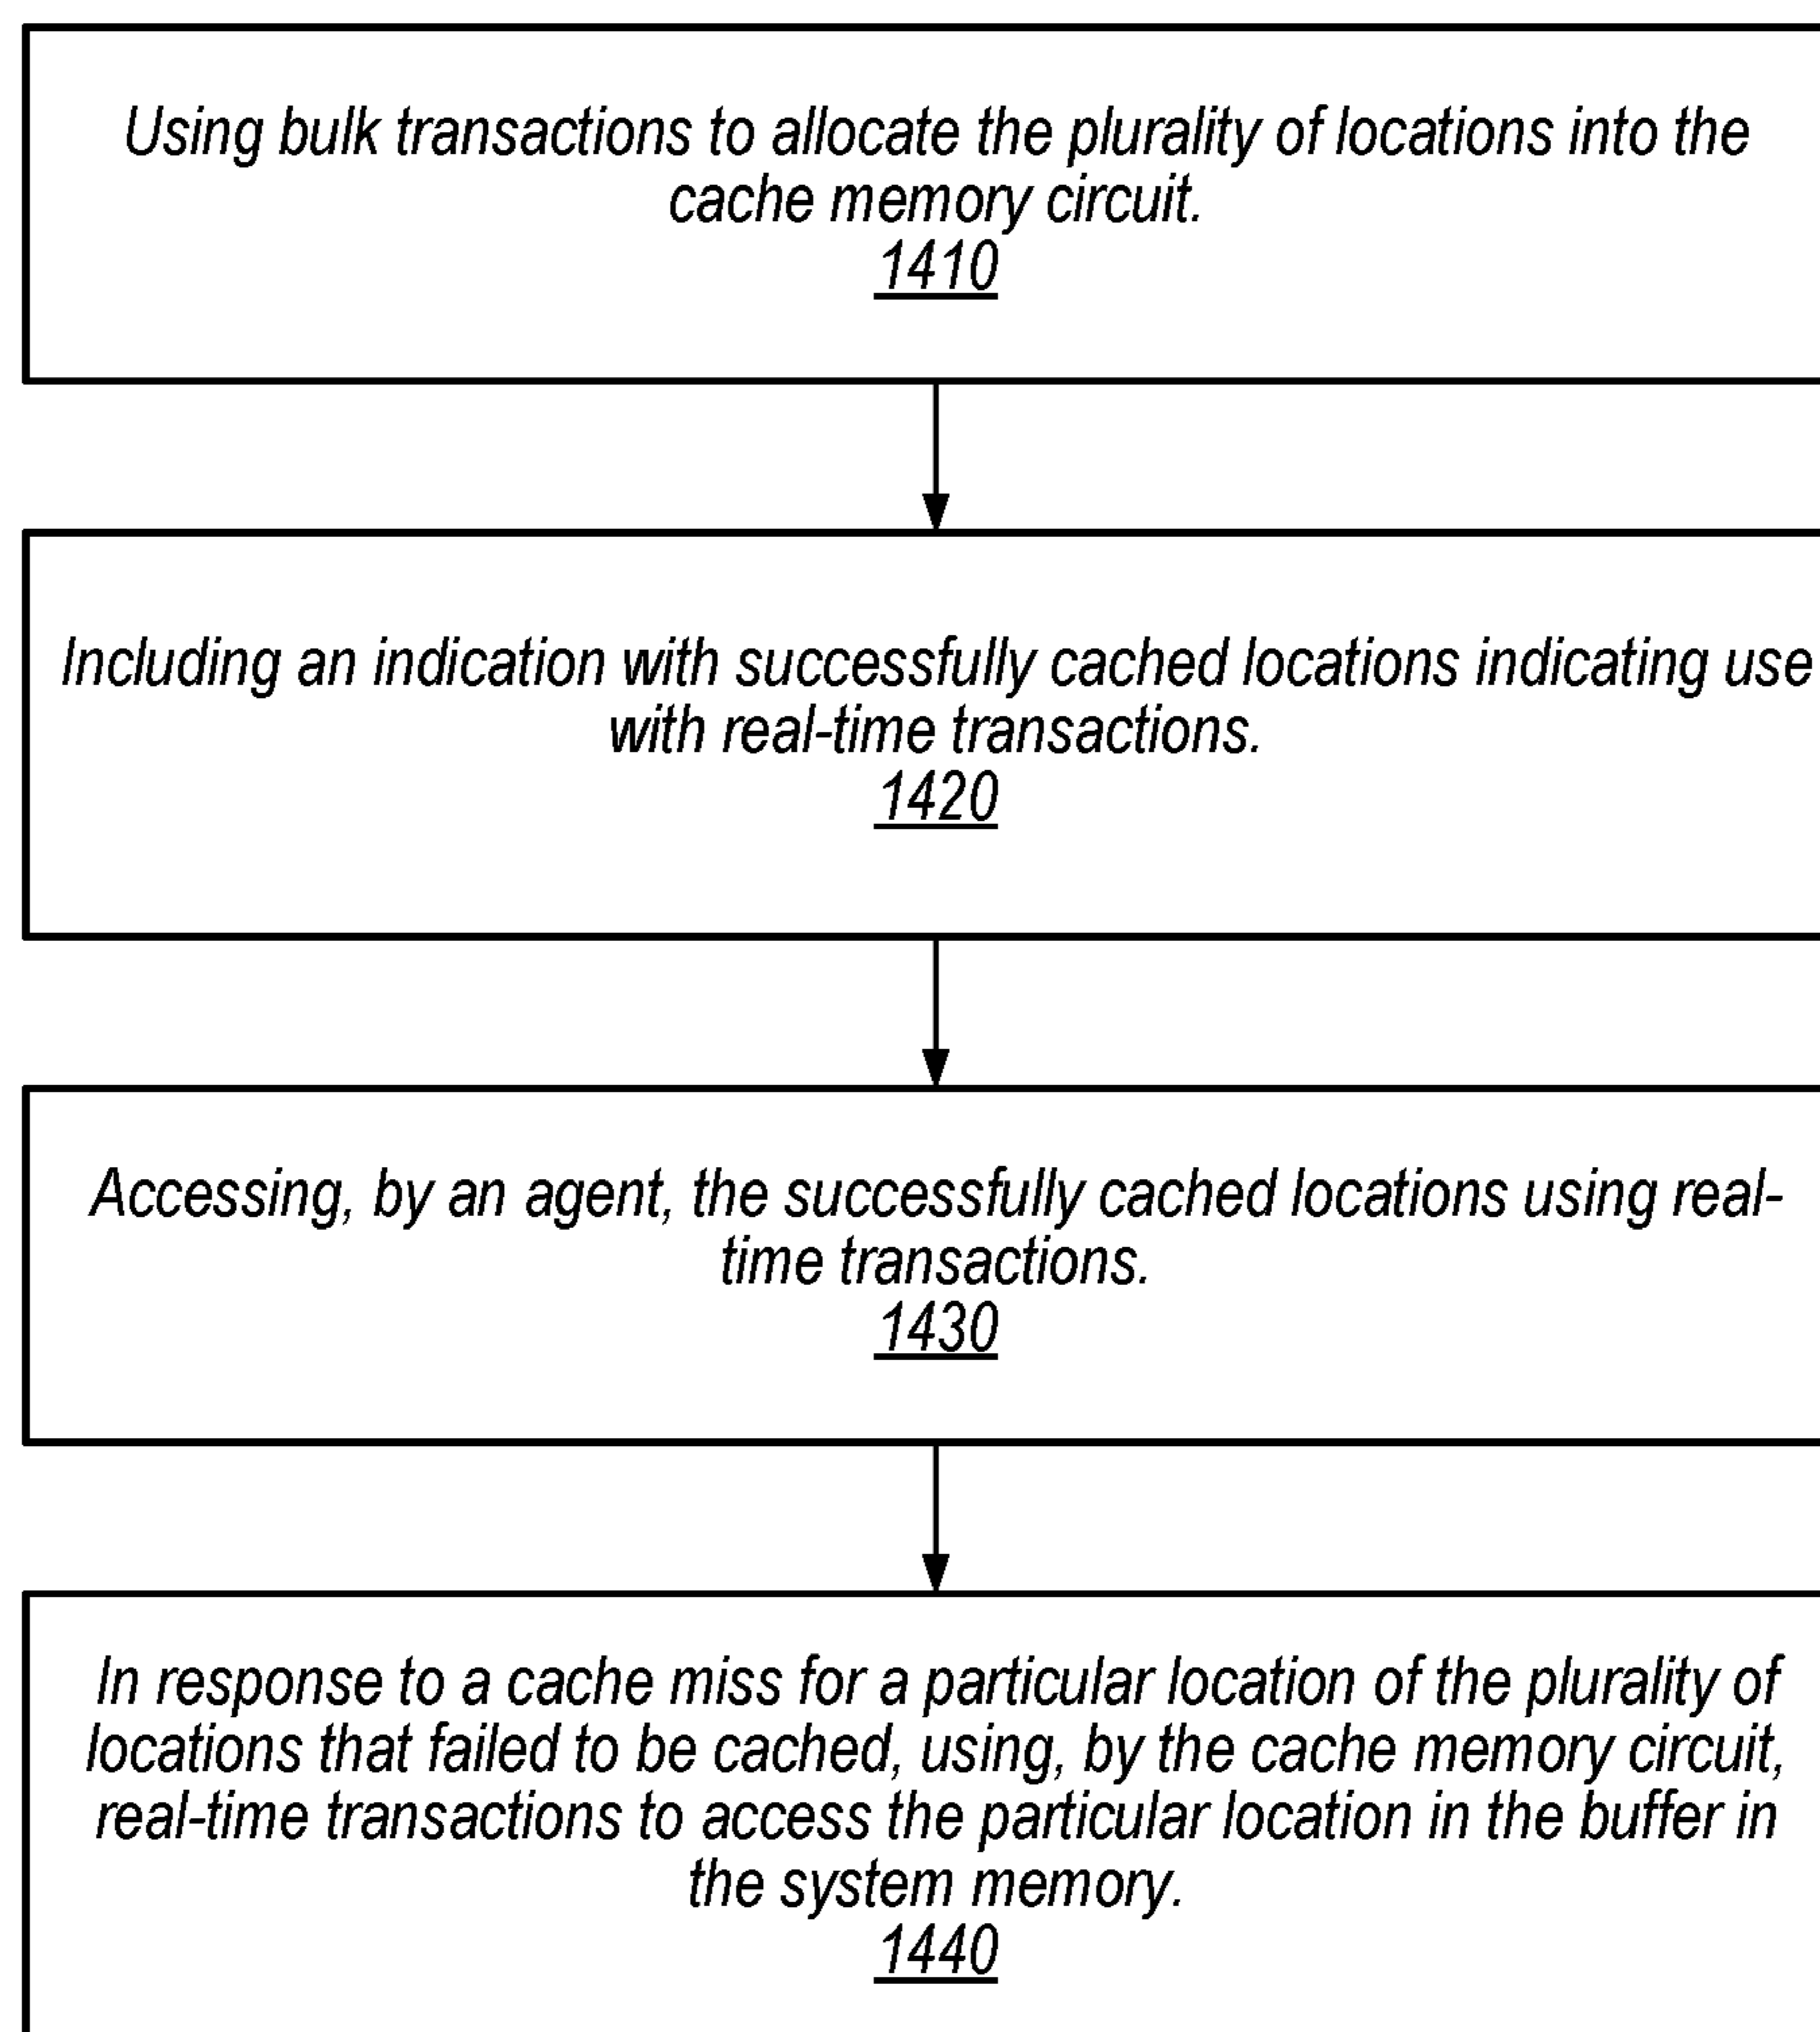 Using bulk transactions to allocate the plurality of locations into the
cache memory circuit.
1410
Including an indication with successfully cached locations indicating use
with real-time transactions.
1420
Accessing, by an agent, the successfully cached locations using real-
time transactions.
1430
In response to a cache miss for a particular location of the plurality of
locations that failed to be cached, using, by the cache memory circuit,
real-time transactions to access the particular location in the buffer in
the system memory.
1440